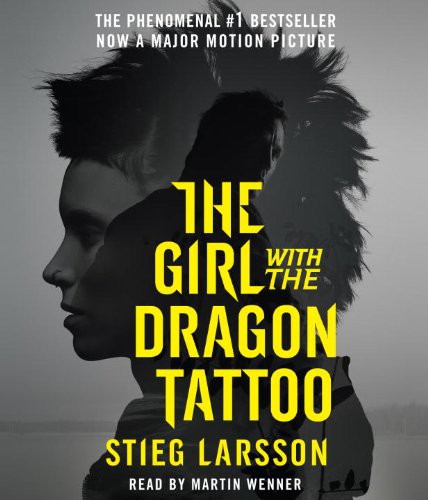 THE PHENOMENAL #1 BESTSELLER
NOW A MAJOR MOTION PICTURE
THE
GIRL WITH THE
DRAGON
TATTOO
STIEG LARSSON
READ BY MARTIN WENNER